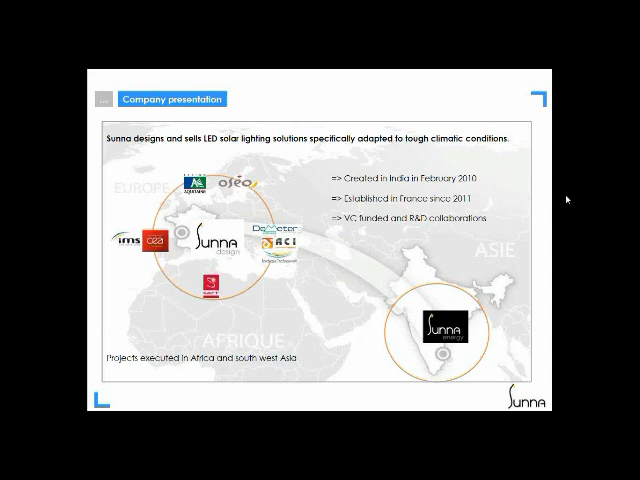 ...
Company presentation
Sunna designs and sells LED solar lighting solutions specifically adapted to tough climatic conditions.
=> Created in India in February 2010
=> Established in France since 2011
=> VC funded and R&D collaborations
EUROPE
AQUITAINE
oséo
ims
cea
Sunna
design
DeMeter
ACI
ASIE
Sunna
energy
AFRIQUE
Projects executed in Africa and south west Asia
Sunna